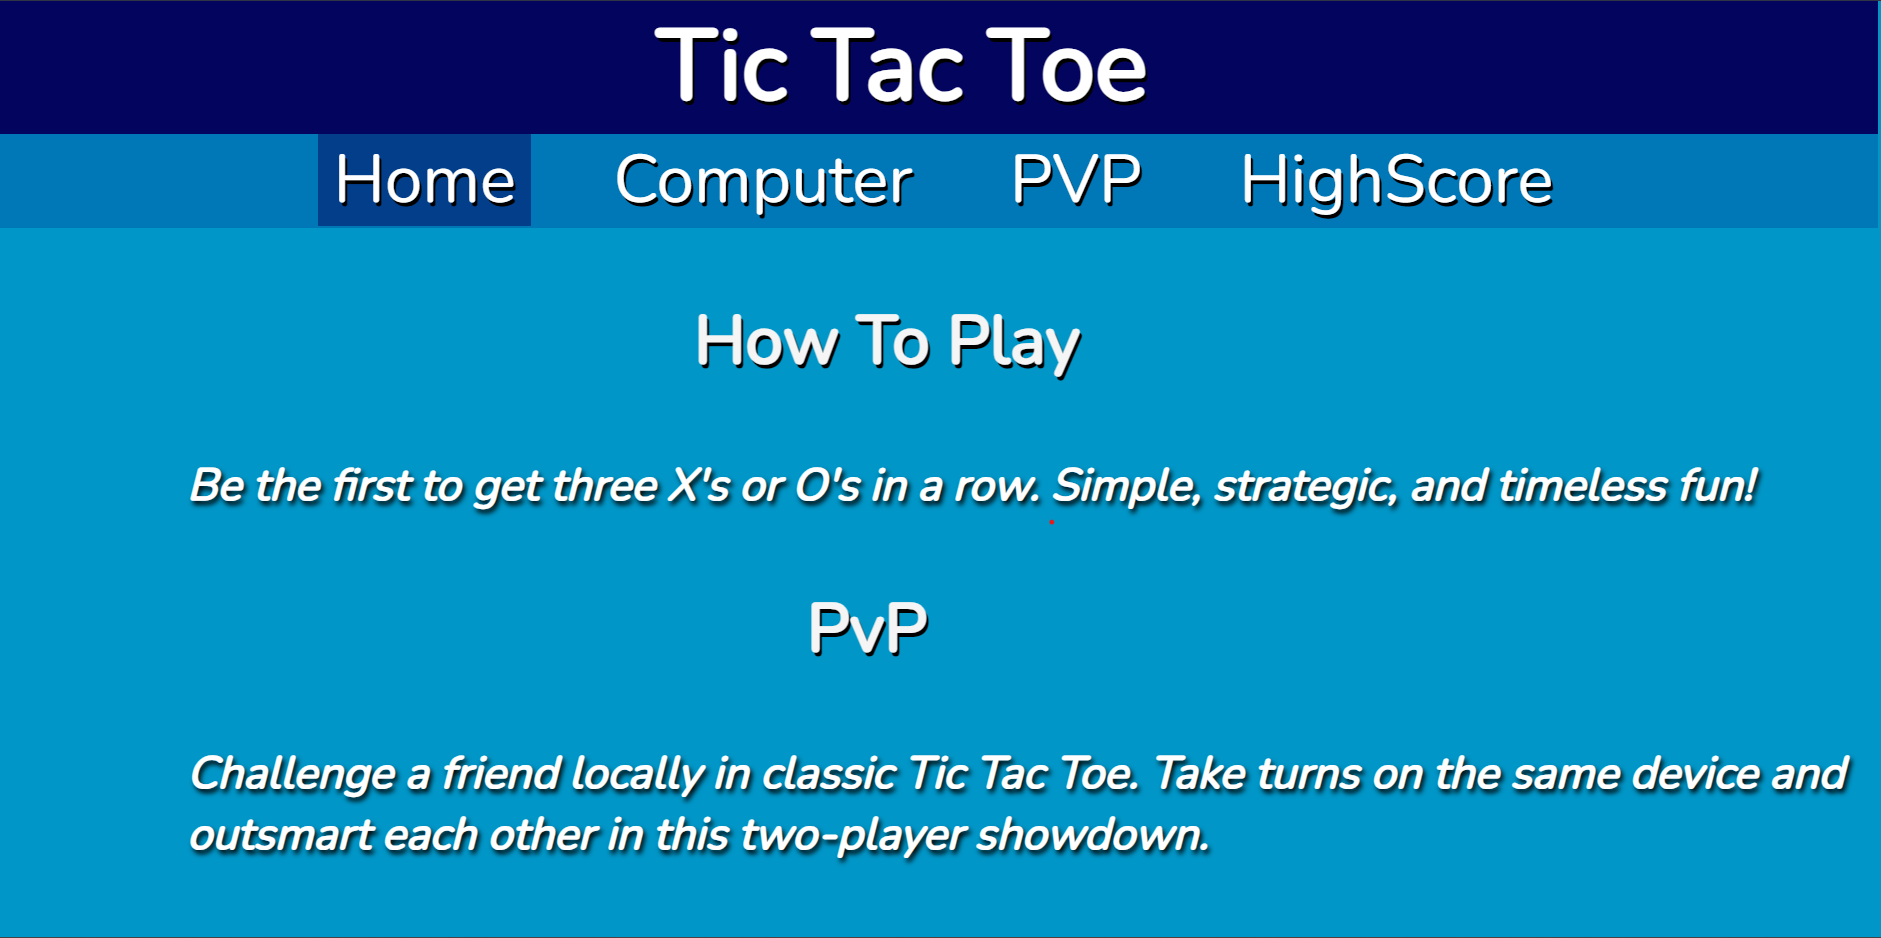 Tic Tac Toe
Home Computer PVP HighScore
How To Play
Be the first to get three X's or O's in a row. Simple, strategic, and timeless fun!
PvP
Challenge a friend locally in classic Tic Tac Toe. Take turns on the same device and
outsmart each other in this two-player showdown.